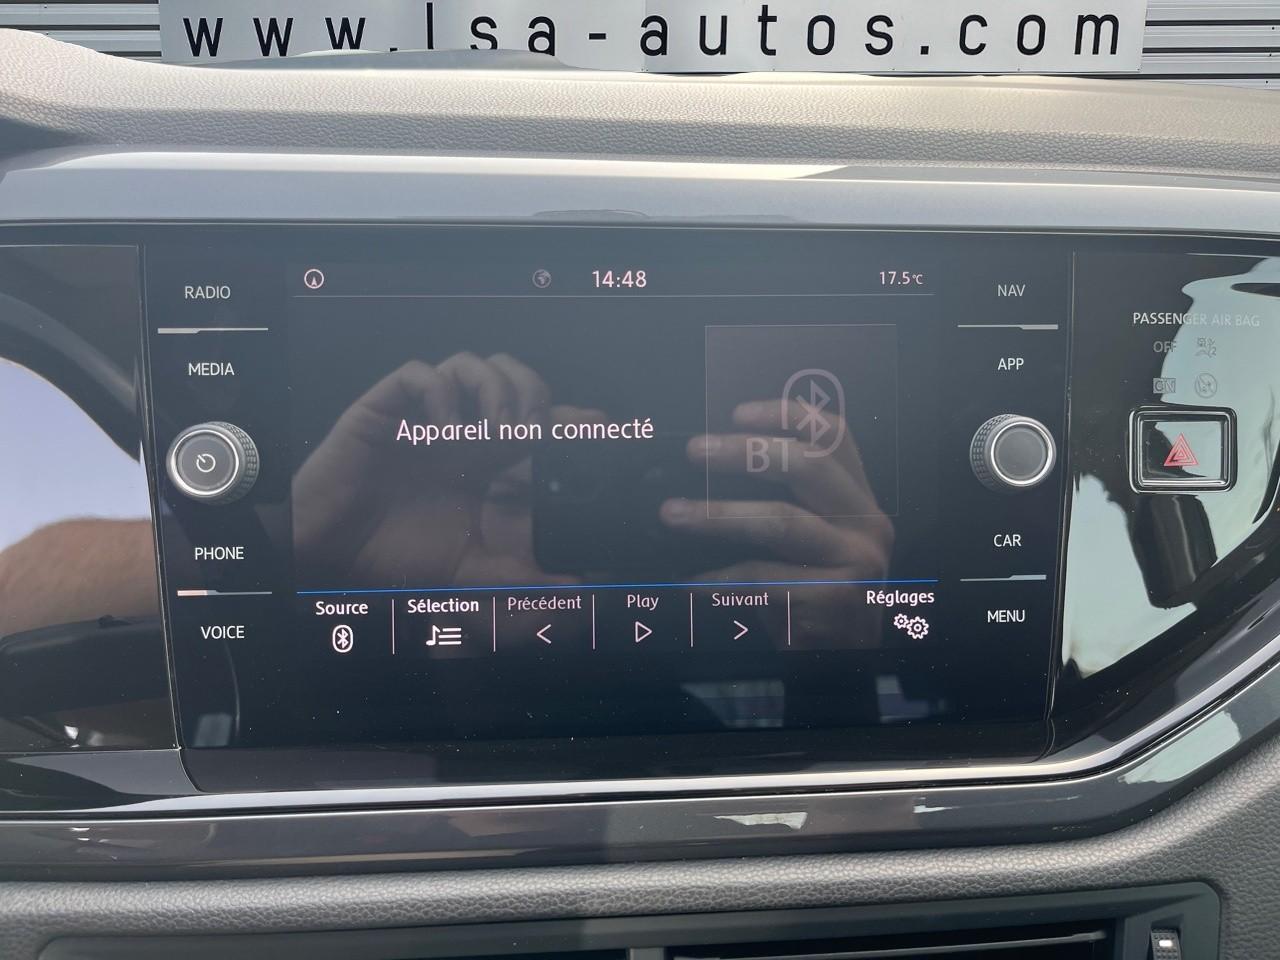 www.lsa-autos.com
14:48
17.5°C
RADIO
MEDIA
PHONE
VOICE
Appareil non connecté
BT
Source
Sélection
Précédent
Play
Suivant
Réglages
NAV
APP
CAR
MENU
PASSENGER AIR BAG
OFF
ON